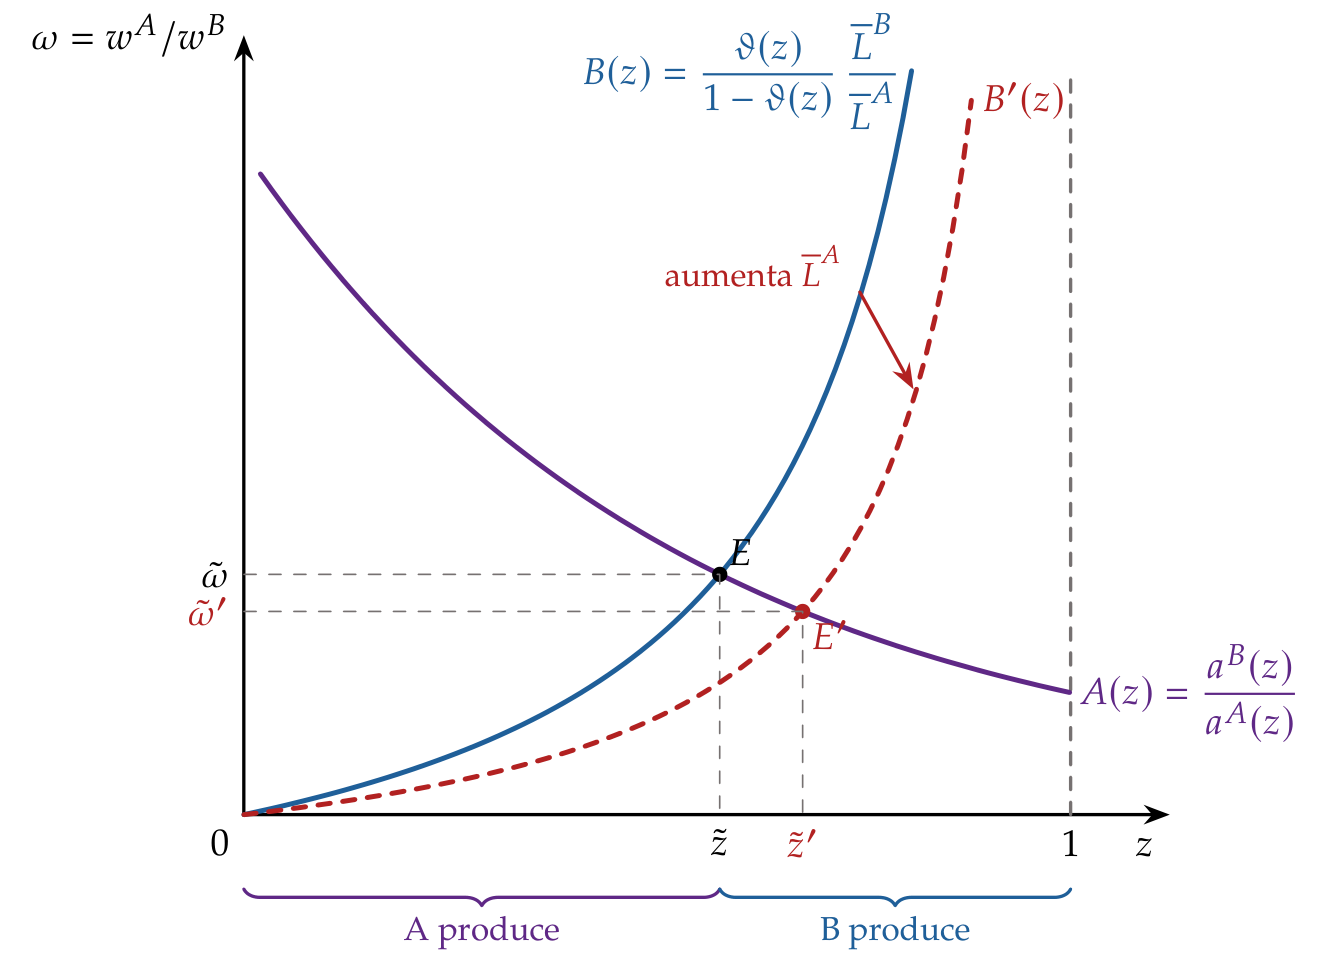 ω = w^A/w^B
B(z) = ϑ(z) / (1 − ϑ(z)) L̅^B / L̅^A
B′(z)
aumenta L̅^A
E
ω̃
ω̃′
E′
A(z) = a^B(z) / a^A(z)
0
z̃
z̃′
1
z
A produce
B produce